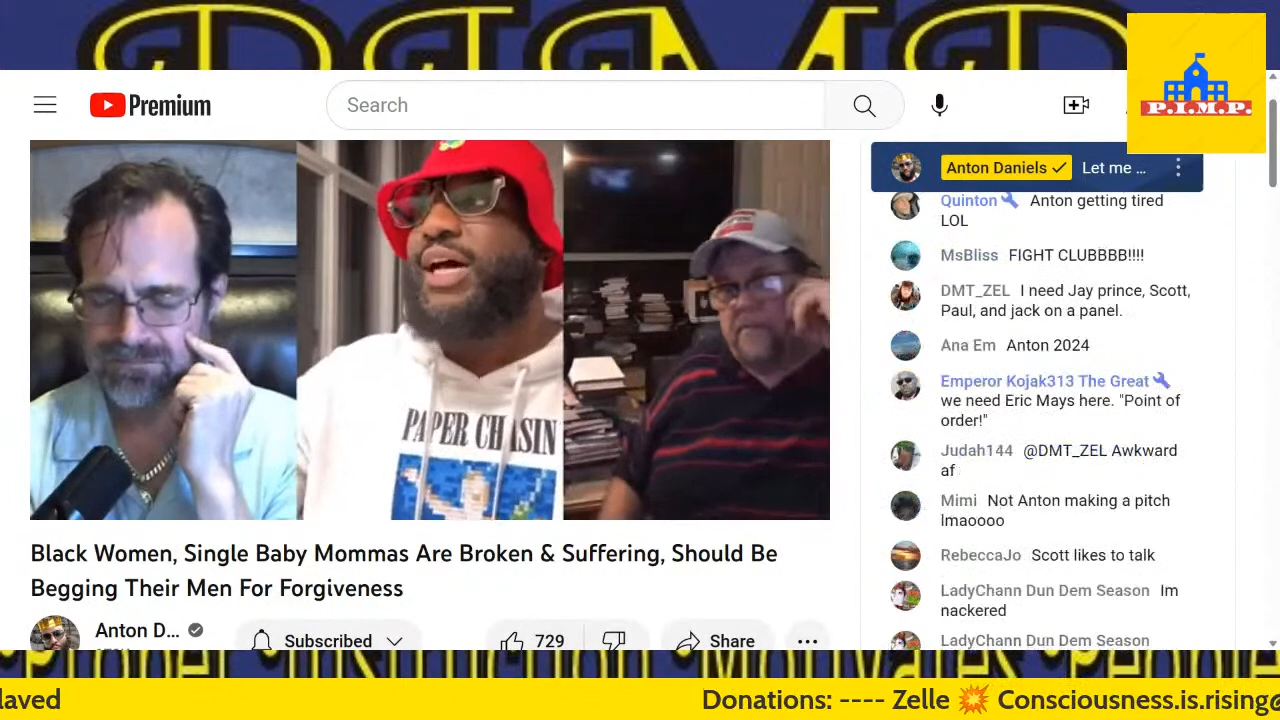 P.I.M.P.
Premium
Search
P.I.M.P.
Anton Daniels Let me ...
Quinton Anton getting tired
LOL
MsBliss FIGHT CLUBBBB!!!!
DMT_ZEL I need Jay prince, Scott,
Paul, and jack on a panel.
Ana Em Anton 2024
Emperor Kojak313 The Great
we need Eric Mays here. "Point of
order!"
Judah144 @DMT_ZEL Awkward
af
Mimi Not Anton making a pitch
lmaoooo
RebeccaJo Scott likes to talk
LadyChann Dun Dem Season Im
nackered
LadyChann Dun Dem Season
PAPER CHASIN
Black Women, Single Baby Mommas Are Broken & Suffering, Should Be
Begging Their Men For Forgiveness
Anton D...
Subscribed
729
Share
Proper Instruction Motivates People
laved Donations: ---- Zelle 💥 Consciousness.is.rising@